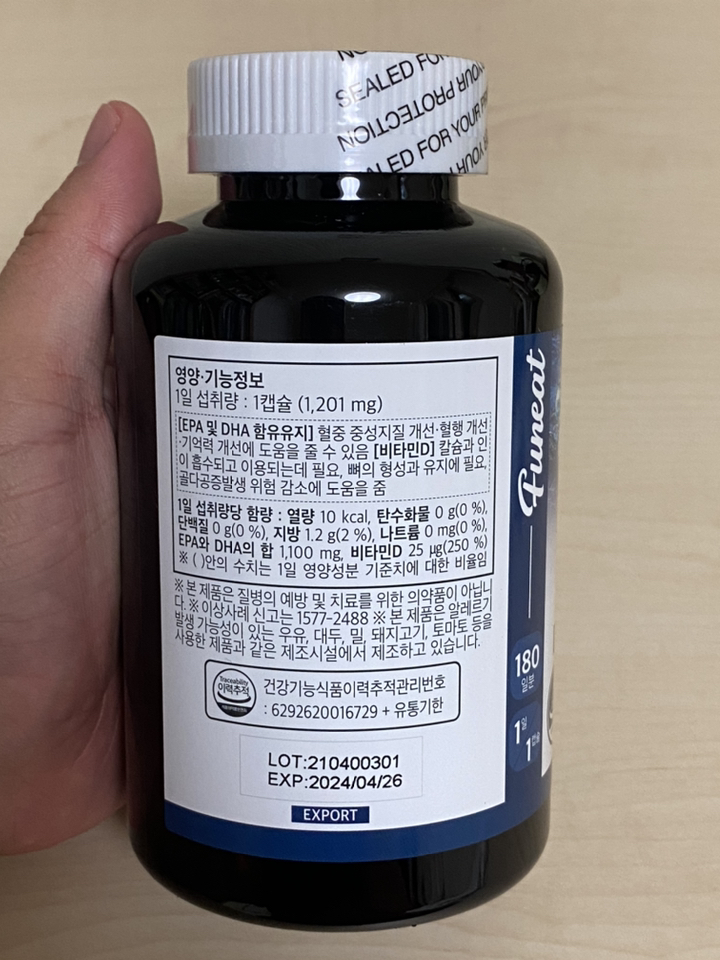 SEALED FOR
YOUR PROTECTION
SEALED FOR YOUR
영양·기능정보
1일 섭취량 : 1캡슐 (1,201 mg)
[EPA 및 DHA 함유유지] 혈중 중성지질 개선·혈행 개선
·기억력 개선에 도움을 줄 수 있음 [비타민D] 칼슘과 인
이 흡수되고 이용되는데 필요, 뼈의 형성과 유지에 필요,
골다공증발생 위험 감소에 도움을 줌
1일 섭취량당 함량 : 열량 10 kcal, 탄수화물 0 g(0 %),
단백질 0 g(0 %), 지방 1.2 g(2 %), 나트륨 0 mg(0 %),
EPA와 DHA의 합 1,100 mg, 비타민D 25 µg(250 %)
※ ( )안의 수치는 1일 영양성분 기준치에 대한 비율임
※ 본 제품은 질병의 예방 및 치료를 위한 의약품이 아닙니
다. ※ 이상사례 신고는 1577-2488 ※ 본 제품은 알레르기
발생 가능성이 있는 우유, 대두, 밀, 돼지고기, 토마토 등을
사용한 제품과 같은 제조시설에서 제조하고 있습니다.
Traceability
이력추적
건강기능식품이력추적관리번호
: 6292620016729 + 유통기한
LOT:210400301
EXP:2024/04/26
EXPORT
Funeat
180
일분
1일
1캡슐